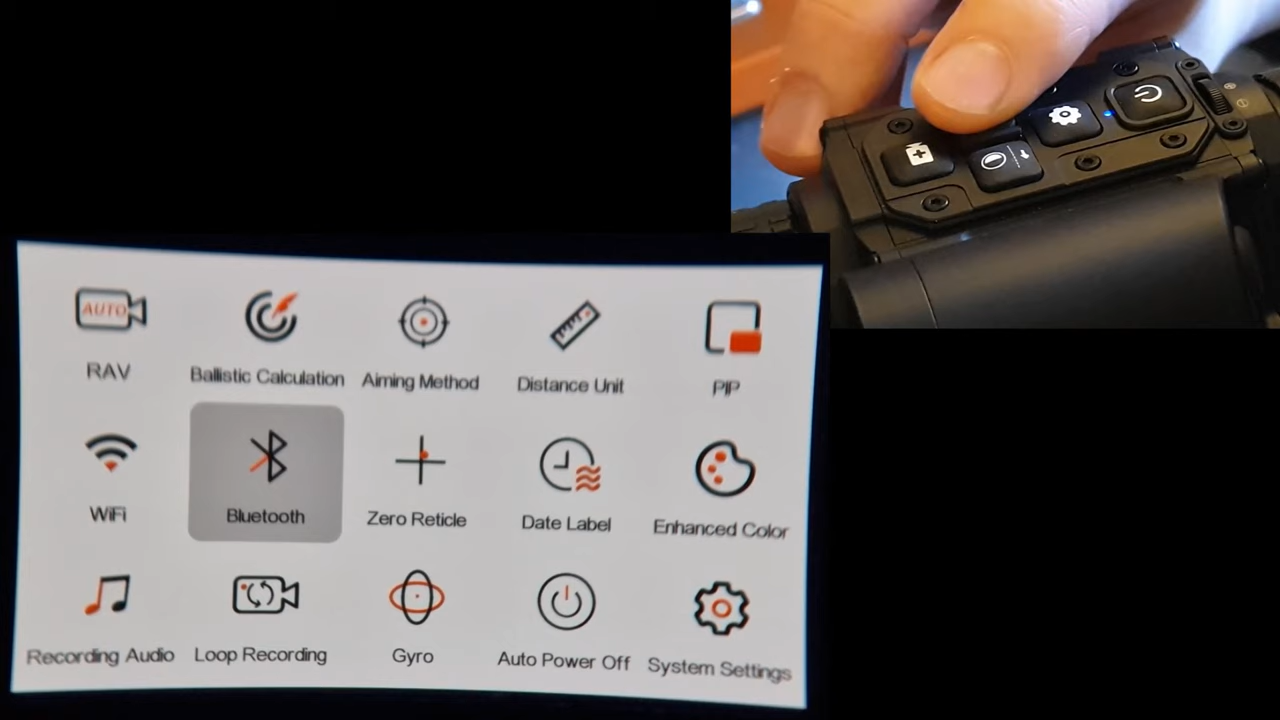 AUTO
RAV
Ballistic Calculation
Aiming Method
Distance Unit
PIP
WiFi
Bluetooth
Zero Reticle
Date Label
Enhanced Color
Recording Audio
Loop Recording
Gyro
Auto Power Off
System Settings